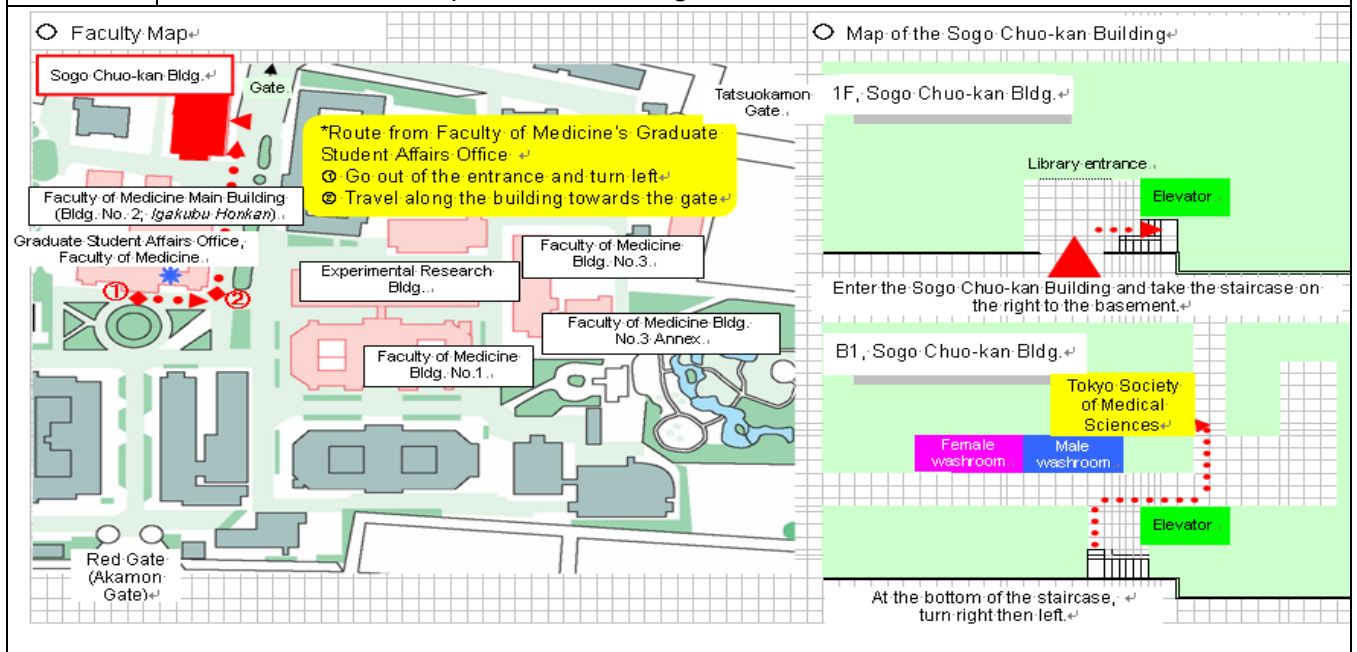 Faculty Map
Sogo Chuo-kan Bldg.
Gate.
Tatsuokamon
Gate.
*Route from Faculty of Medicine's Graduate
Student Affairs Office
① Go out of the entrance and turn left
② Travel along the building towards the gate
Faculty of Medicine Main Building
(Bldg. No. 2; Igakubu Honkan)
Graduate Student Affairs Office,
Faculty of Medicine
①
②
Experimental Research
Bldg.
Faculty of Medicine
Bldg. No.3
Faculty of Medicine Bldg.
No.3 Annex
Faculty of Medicine
Bldg. No.1
Red Gate
(Akamon
Gate)
Map of the Sogo Chuo-kan Building
1F, Sogo Chuo-kan Bldg.
Library entrance
Elevator
Enter the Sogo Chuo-kan Building and take the staircase on
the right to the basement.
B1, Sogo Chuo-kan Bldg.
Tokyo Society
of Medical
Sciences
Female
washroom
Male
washroom
Elevator
At the bottom of the staircase,
turn right then left.